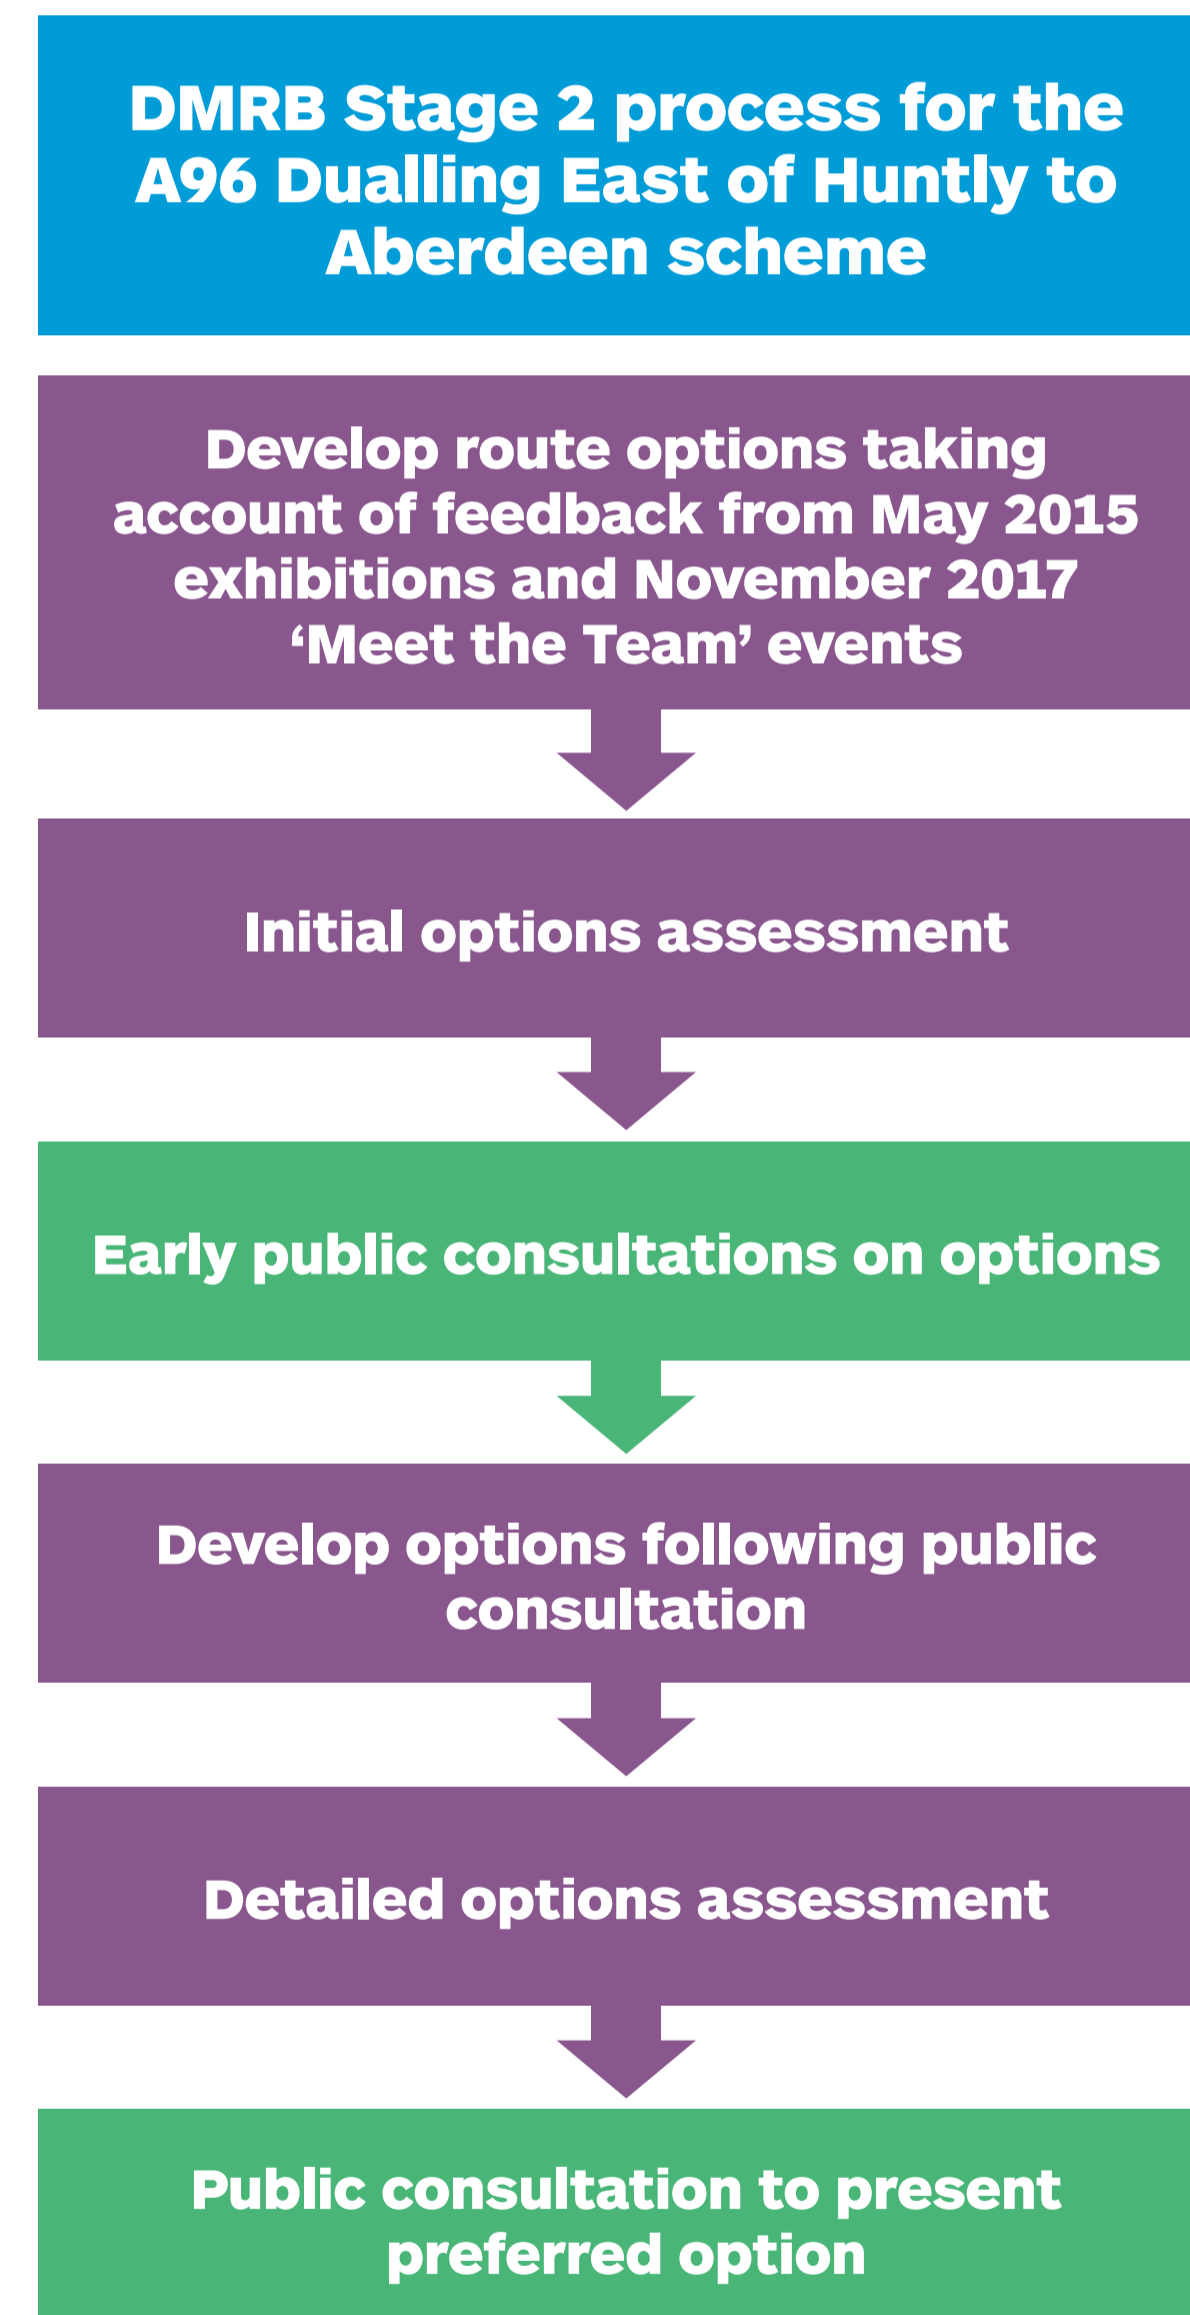 DMRB Stage 2 process for the
A96 Dualling East of Huntly to
Aberdeen scheme
Develop route options taking
account of feedback from May 2015
exhibitions and November 2017
‘Meet the Team’ events
Initial options assessment
Early public consultations on options
Develop options following public
consultation
Detailed options assessment
Public consultation to present
preferred option